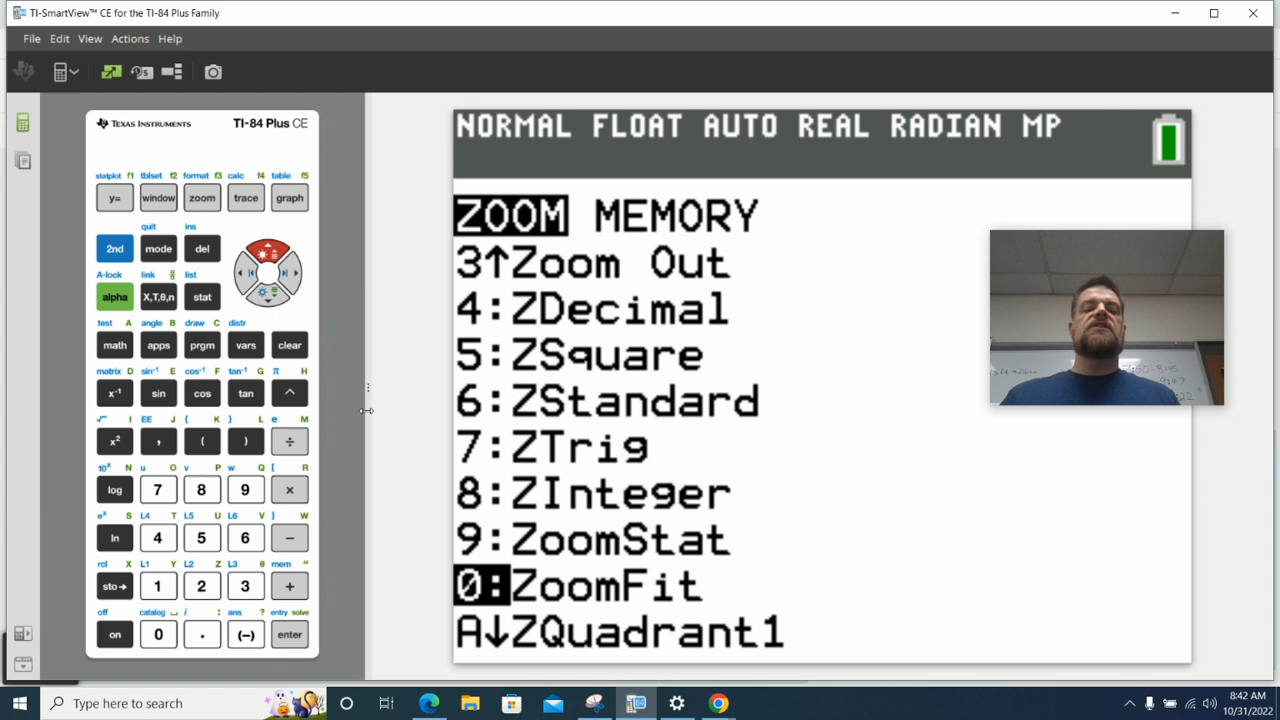 TI-SmartView™ CE for the TI-84 Plus Family
File Edit View Actions Help
TEXAS INSTRUMENTS TI-84 Plus CE
statplot f1 tblset f2 format f3 calc f4 table f5
y= window zoom trace graph
quit ins
2nd mode del
A-lock link list
alpha X,T,θ,n stat
test A angle B draw C distr
math apps prgm vars clear
matrix D sin⁻¹ E cos⁻¹ F tan⁻¹ G π H
x⁻¹ sin cos tan ^
√ I EE J { K } L e M
x² , ( ) ÷
10ˣ N u O v P w Q [ R
log 7 8 9 ×
eˣ S L4 T L5 U L6 V ] W
ln 4 5 6 −
rcl X L1 Y L2 Z L3 θ mem "
sto→ 1 2 3 +
off catalog i : ans ? entry solve
on 0 . (−) enter
NORMAL FLOAT AUTO REAL RADIAN MP
ZOOM MEMORY
3↑Zoom Out
4:ZDecimal
5:ZSquare
6:ZStandard
7:ZTrig
8:ZInteger
9:ZoomStat
0:ZoomFit
A↓ZQuadrant1
Type here to search
8:42 AM
10/31/2022